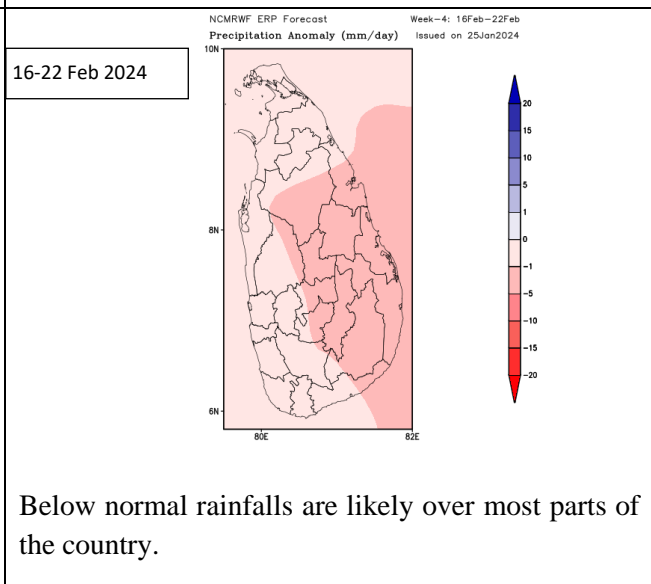 NCMRWF ERP Forecast
Week-4: 16Feb-22Feb
Precipitation Anomaly (mm/day)
Issued on 25Jan2024
16-22 Feb 2024
10N
8N
6N
80E
82E
20
15
10
5
1
0
-1
-5
-10
-15
-20
Below normal rainfalls are likely over most parts of
the country.